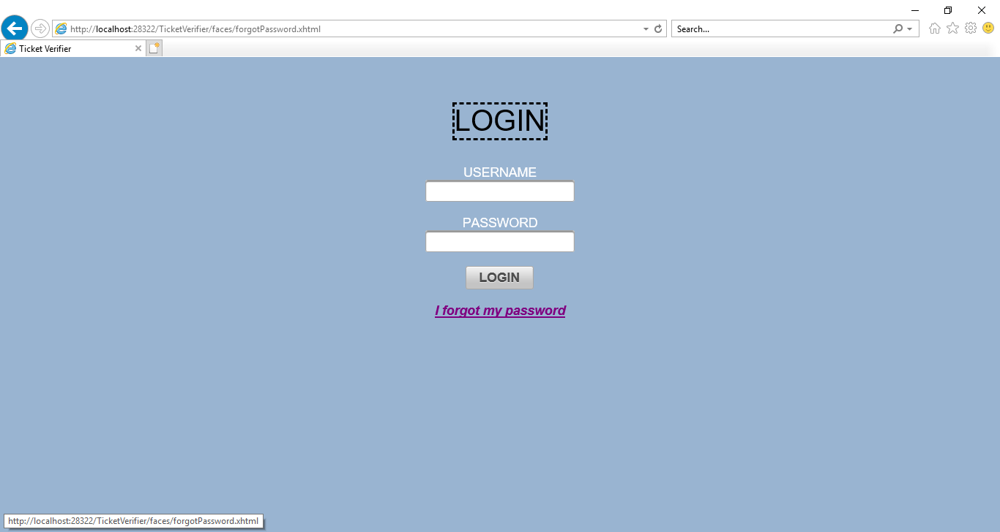 http://localhost:28322/TicketVerifier/faces/forgotPassword.xhtml
Search...
Ticket Verifier
LOGIN
USERNAME
PASSWORD
LOGIN
I forgot my password
http://localhost:28322/TicketVerifier/faces/forgotPassword.xhtml